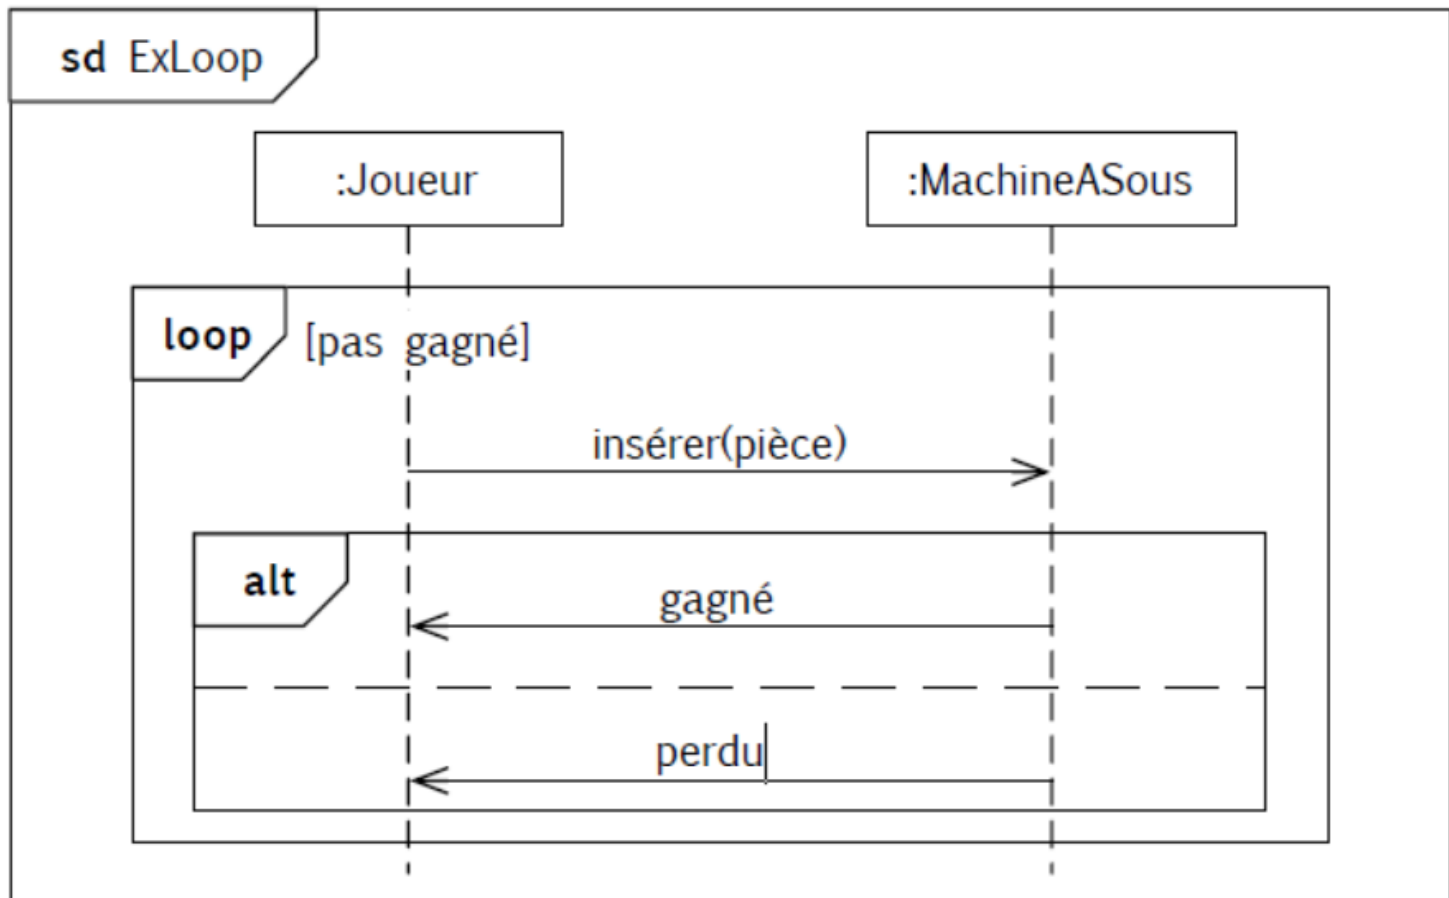 sd ExLoop
:Joueur
:MachineASous
loop [pas gagné]
insérer(pièce)
alt
gagné
perdu